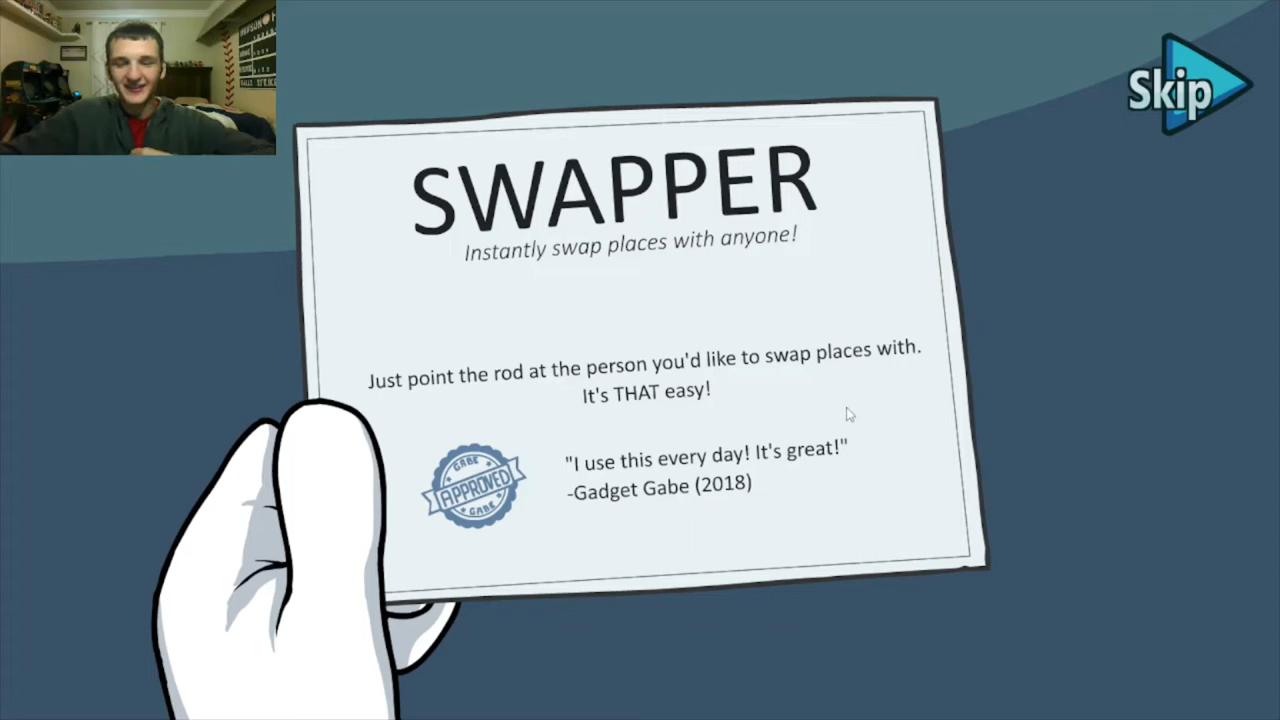 Skip
SWAPPER
Instantly swap places with anyone!
Just point the rod at the person you'd like to swap places with.
It's THAT easy!
"I use this every day! It's great!"
-Gadget Gabe (2018)
GABE
APPROVED
GABE